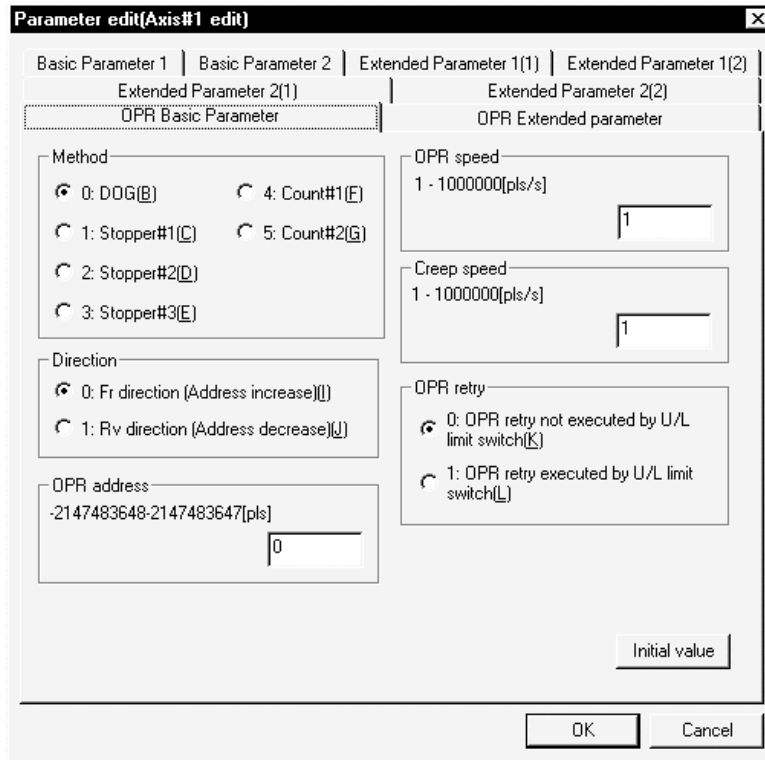 Parameter edit(Axis#1 edit)
Basic Parameter 1
Basic Parameter 2
Extended Parameter 1(1)
Extended Parameter 1(2)
Extended Parameter 2(1)
Extended Parameter 2(2)
OPR Basic Parameter
OPR Extended parameter
Method
0: DOG(B)
4: Count#1(F)
1: Stopper#1(C)
5: Count#2(G)
2: Stopper#2(D)
3: Stopper#3(E)
Direction
0: Fr direction (Address increase)(I)
1: Rv direction (Address decrease)(J)
OPR address
-2147483648-2147483647[pls]
0
OPR speed
1 - 1000000[pls/s]
1
Creep speed
1 - 1000000[pls/s]
1
OPR retry
0: OPR retry not executed by U/L
limit switch(K)
1: OPR retry executed by U/L limit
switch(L)
Initial value
OK
Cancel